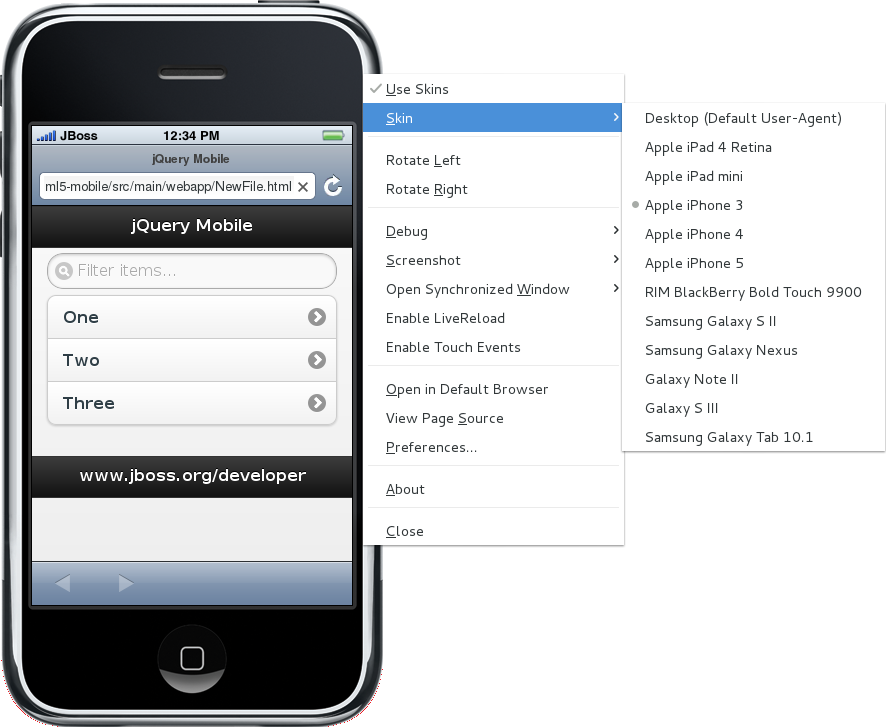 JBoss 12:34 PM
jQuery Mobile
ml5-mobile/src/main/webapp/NewFile.html
jQuery Mobile
Filter items...
One
Two
Three
www.jboss.org/developer
Use Skins
Skin
Rotate Left
Rotate Right
Debug
Screenshot
Open Synchronized Window
Enable LiveReload
Enable Touch Events
Open in Default Browser
View Page Source
Preferences...
About
Close
Desktop (Default User-Agent)
Apple iPad 4 Retina
Apple iPad mini
Apple iPhone 3
Apple iPhone 4
Apple iPhone 5
RIM BlackBerry Bold Touch 9900
Samsung Galaxy S II
Samsung Galaxy Nexus
Galaxy Note II
Galaxy S III
Samsung Galaxy Tab 10.1